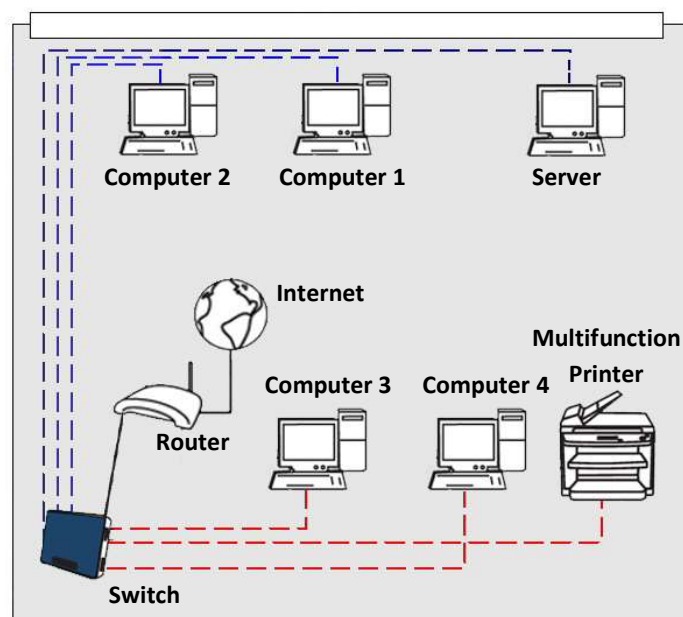 Computer 2
Computer 1
Server
Internet
Multifunction
Printer
Computer 3
Computer 4
Router
Switch